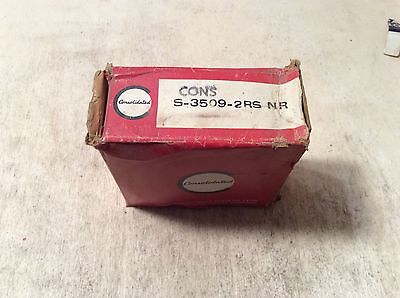 CONS
Consolidated
S-3509-2RS NR
Consolidated